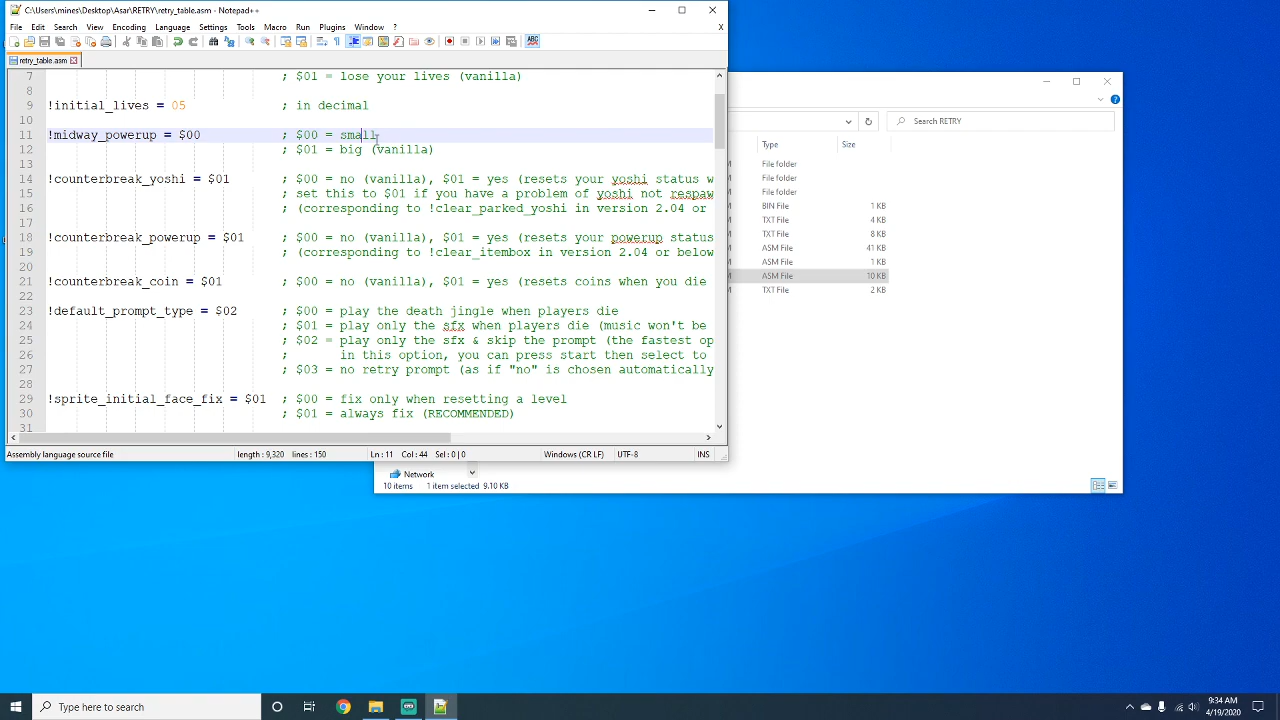 C:\Users\mines\Desktop\Asar\RETRY\retry_table.asm - Notepad++
File Edit Search View Encoding Language Settings Tools Macro Run Plugins Window ? X
retry_table.asm
7 ; $01 = lose your lives (vanilla)
8
9 !initial_lives = 05 ; in decimal
10
11 !midway_powerup = $00 ; $00 = small
12 ; $01 = big (vanilla)
13
14 !counterbreak_yoshi = $01 ; $00 = no (vanilla), $01 = yes (resets your yoshi status w
15 ; set this to $01 if you have a problem of yoshi not respaw
16 ; (corresponding to !clear_parked_yoshi in version 2.04 or
17
18 !counterbreak_powerup = $01 ; $00 = no (vanilla), $01 = yes (resets your powerup status
19 ; (corresponding to !clear_itembox in version 2.04 or below
20
21 !counterbreak_coin = $01 ; $00 = no (vanilla), $01 = yes (resets coins when you die
22
23 !default_prompt_type = $02 ; $00 = play the death jingle when players die
24 ; $01 = play only the sfx when players die (music won't be
25 ; $02 = play only the sfx & skip the prompt (the fastest op
26 ; in this option, you can press start then select to
27 ; $03 = no retry prompt (as if "no" is chosen automatically
28
29 !sprite_initial_face_fix = $01 ; $00 = fix only when resetting a level
30 ; $01 = always fix (RECOMMENDED)
31
Assembly language source file length : 9,320 lines : 150 Ln : 11 Col : 44 Sel : 0 | 0 Windows (CR LF) UTF-8 INS
Search RETRY
Type Size
File folder
File folder
File folder
BIN File 1 KB
TXT File 4 KB
TXT File 8 KB
ASM File 41 KB
ASM File 10 KB
TXT File 2 KB
Network
10 items 1 item selected 9.10 KB
Type here to search
9:34 AM
4/19/2020